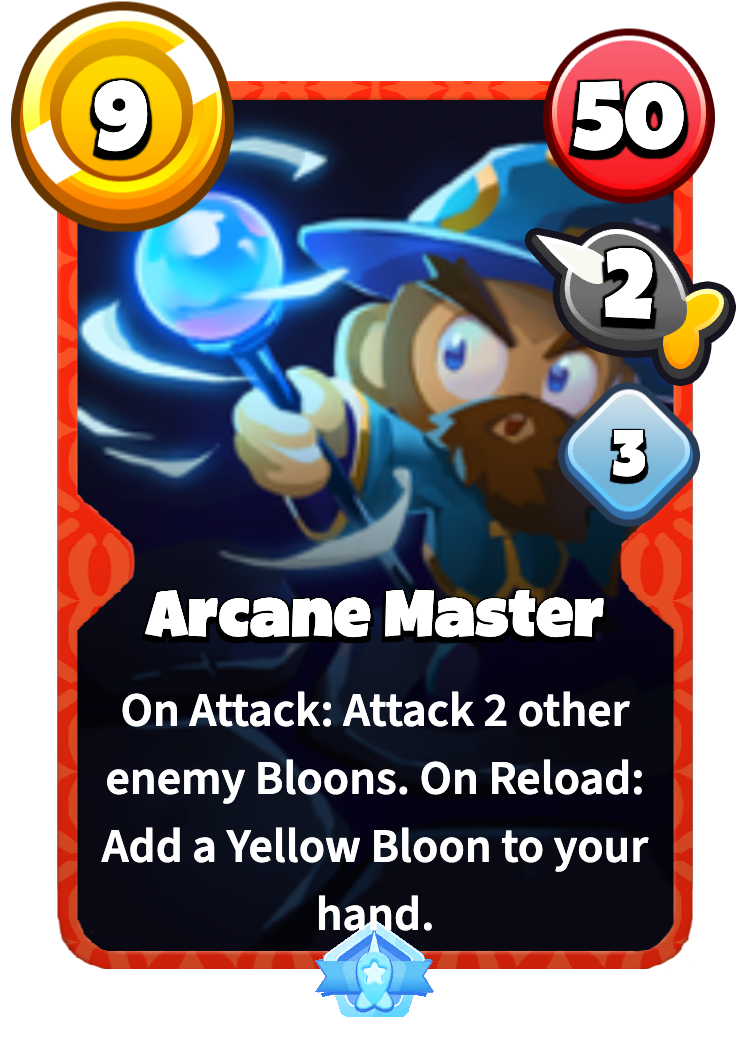 9
50
2
3
Arcane Master
On Attack: Attack 2 other
enemy Bloons. On Reload:
Add a Yellow Bloon to your
hand.